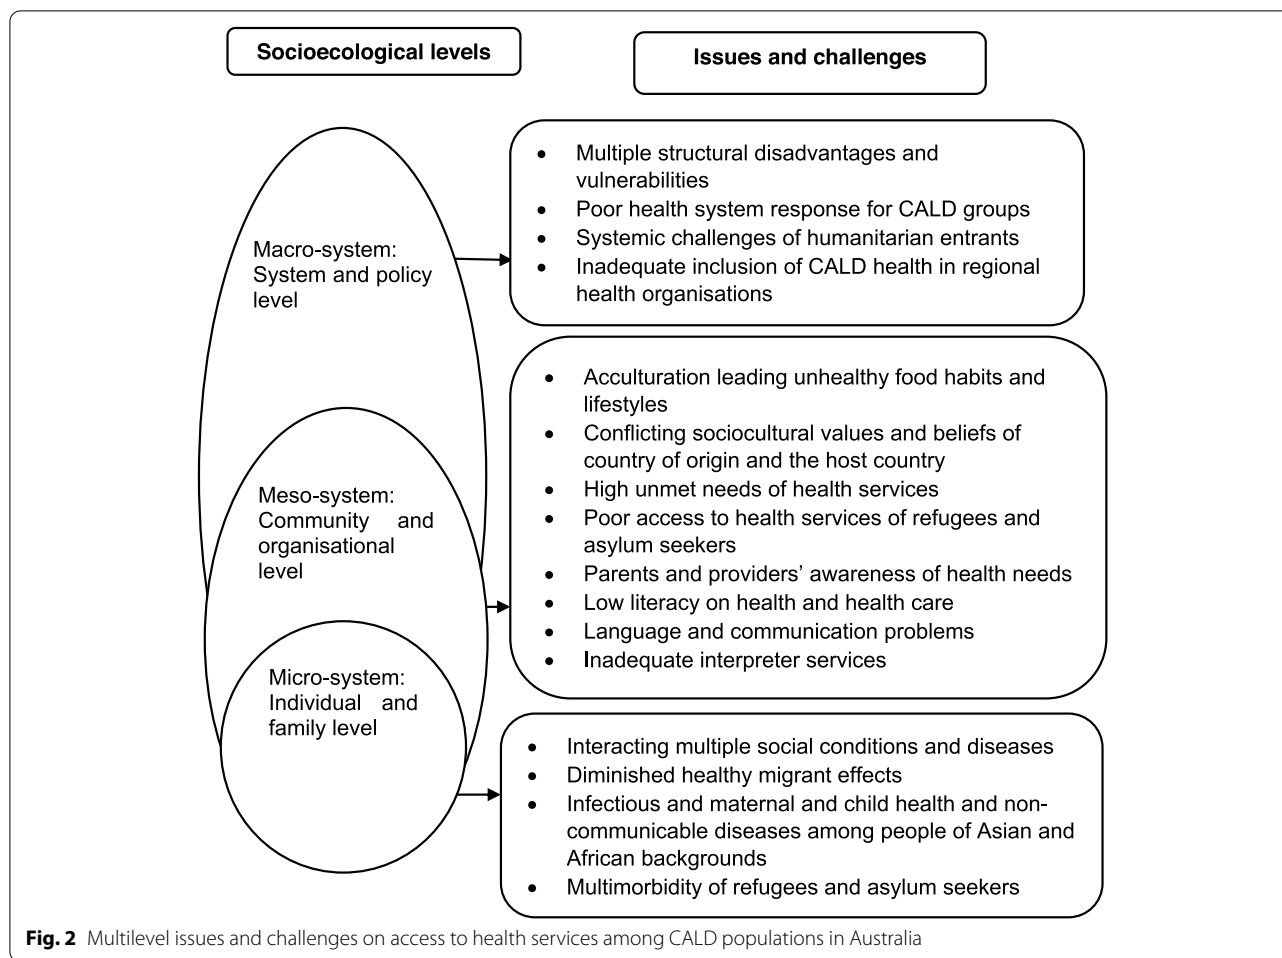 Socioecological levels
Issues and challenges
Macro-system:
System and policy
level
• Multiple structural disadvantages and
vulnerabilities
• Poor health system response for CALD groups
• Systemic challenges of humanitarian entrants
• Inadequate inclusion of CALD health in regional
health organisations
Meso-system:
Community and
organisational
level
• Acculturation leading unhealthy food habits and
lifestyles
• Conflicting sociocultural values and beliefs of
country of origin and the host country
• High unmet needs of health services
• Poor access to health services of refugees and
asylum seekers
• Parents and providers’ awareness of health needs
• Low literacy on health and health care
• Language and communication problems
• Inadequate interpreter services
Micro-system:
Individual and
family level
• Interacting multiple social conditions and diseases
• Diminished healthy migrant effects
• Infectious and maternal and child health and non-
communicable diseases among people of Asian and
African backgrounds
• Multimorbidity of refugees and asylum seekers
Fig. 2 Multilevel issues and challenges on access to health services among CALD populations in Australia